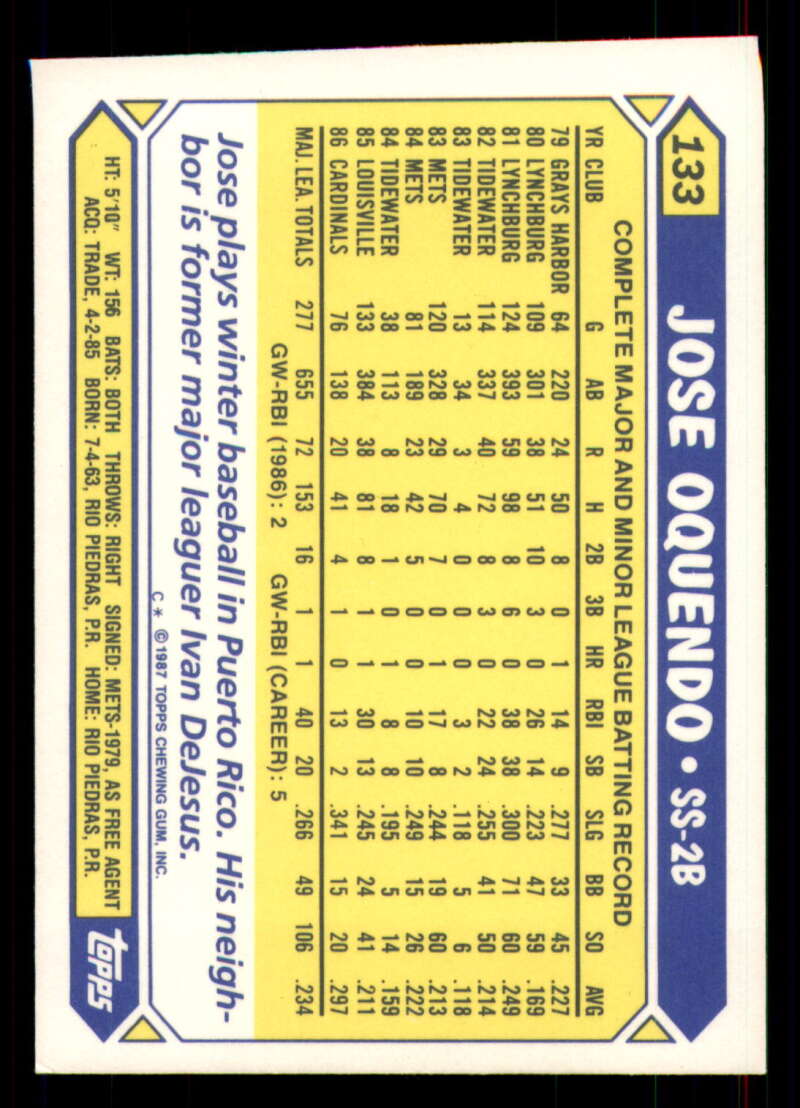 133
JOSE OQUENDO • SS-2B
COMPLETE MAJOR AND MINOR LEAGUE BATTING RECORD
YR CLUB G AB R H 2B 3B HR RBI SB SLG BB SO AVG
79 GRAYS HARBOR 64 220 24 50 8 0 1 14 9 .277 33 45 .227
80 LYNCHBURG 109 301 38 51 10 3 0 26 14 .223 47 59 .169
81 LYNCHBURG 124 393 59 98 8 6 0 38 38 .300 71 60 .249
82 TIDEWATER 114 337 40 72 8 3 0 22 24 .255 41 50 .214
83 TIDEWATER 13 34 3 4 0 0 0 3 2 .118 5 6 .118
83 METS 120 328 29 70 7 0 1 17 8 .244 19 60 .213
84 METS 81 189 23 42 5 0 0 10 10 .249 15 26 .222
84 TIDEWATER 38 113 8 18 1 0 1 8 8 .195 5 14 .159
85 LOUISVILLE 133 384 38 81 8 1 1 30 13 .245 24 41 .211
86 CARDINALS 76 138 20 41 4 1 0 13 2 .341 15 20 .297
MAJ. LEA. TOTALS 277 655 72 153 16 1 1 40 20 .266 49 106 .234
GW-RBI (1986): 2 GW-RBI (CAREER): 5
Jose plays winter baseball in Puerto Rico. His neigh-
bor is former major leaguer Ivan DeJesus.
C * ©1987 TOPPS CHEWING GUM, INC.
HT: 5'10" WT: 156 BATS: BOTH THROWS: RIGHT SIGNED: METS-1979, AS FREE AGENT
ACQ: TRADE, 4-2-85 BORN: 7-4-63, RIO PIEDRAS, P.R. HOME: RIO PIEDRAS, P.R.
TOPPS